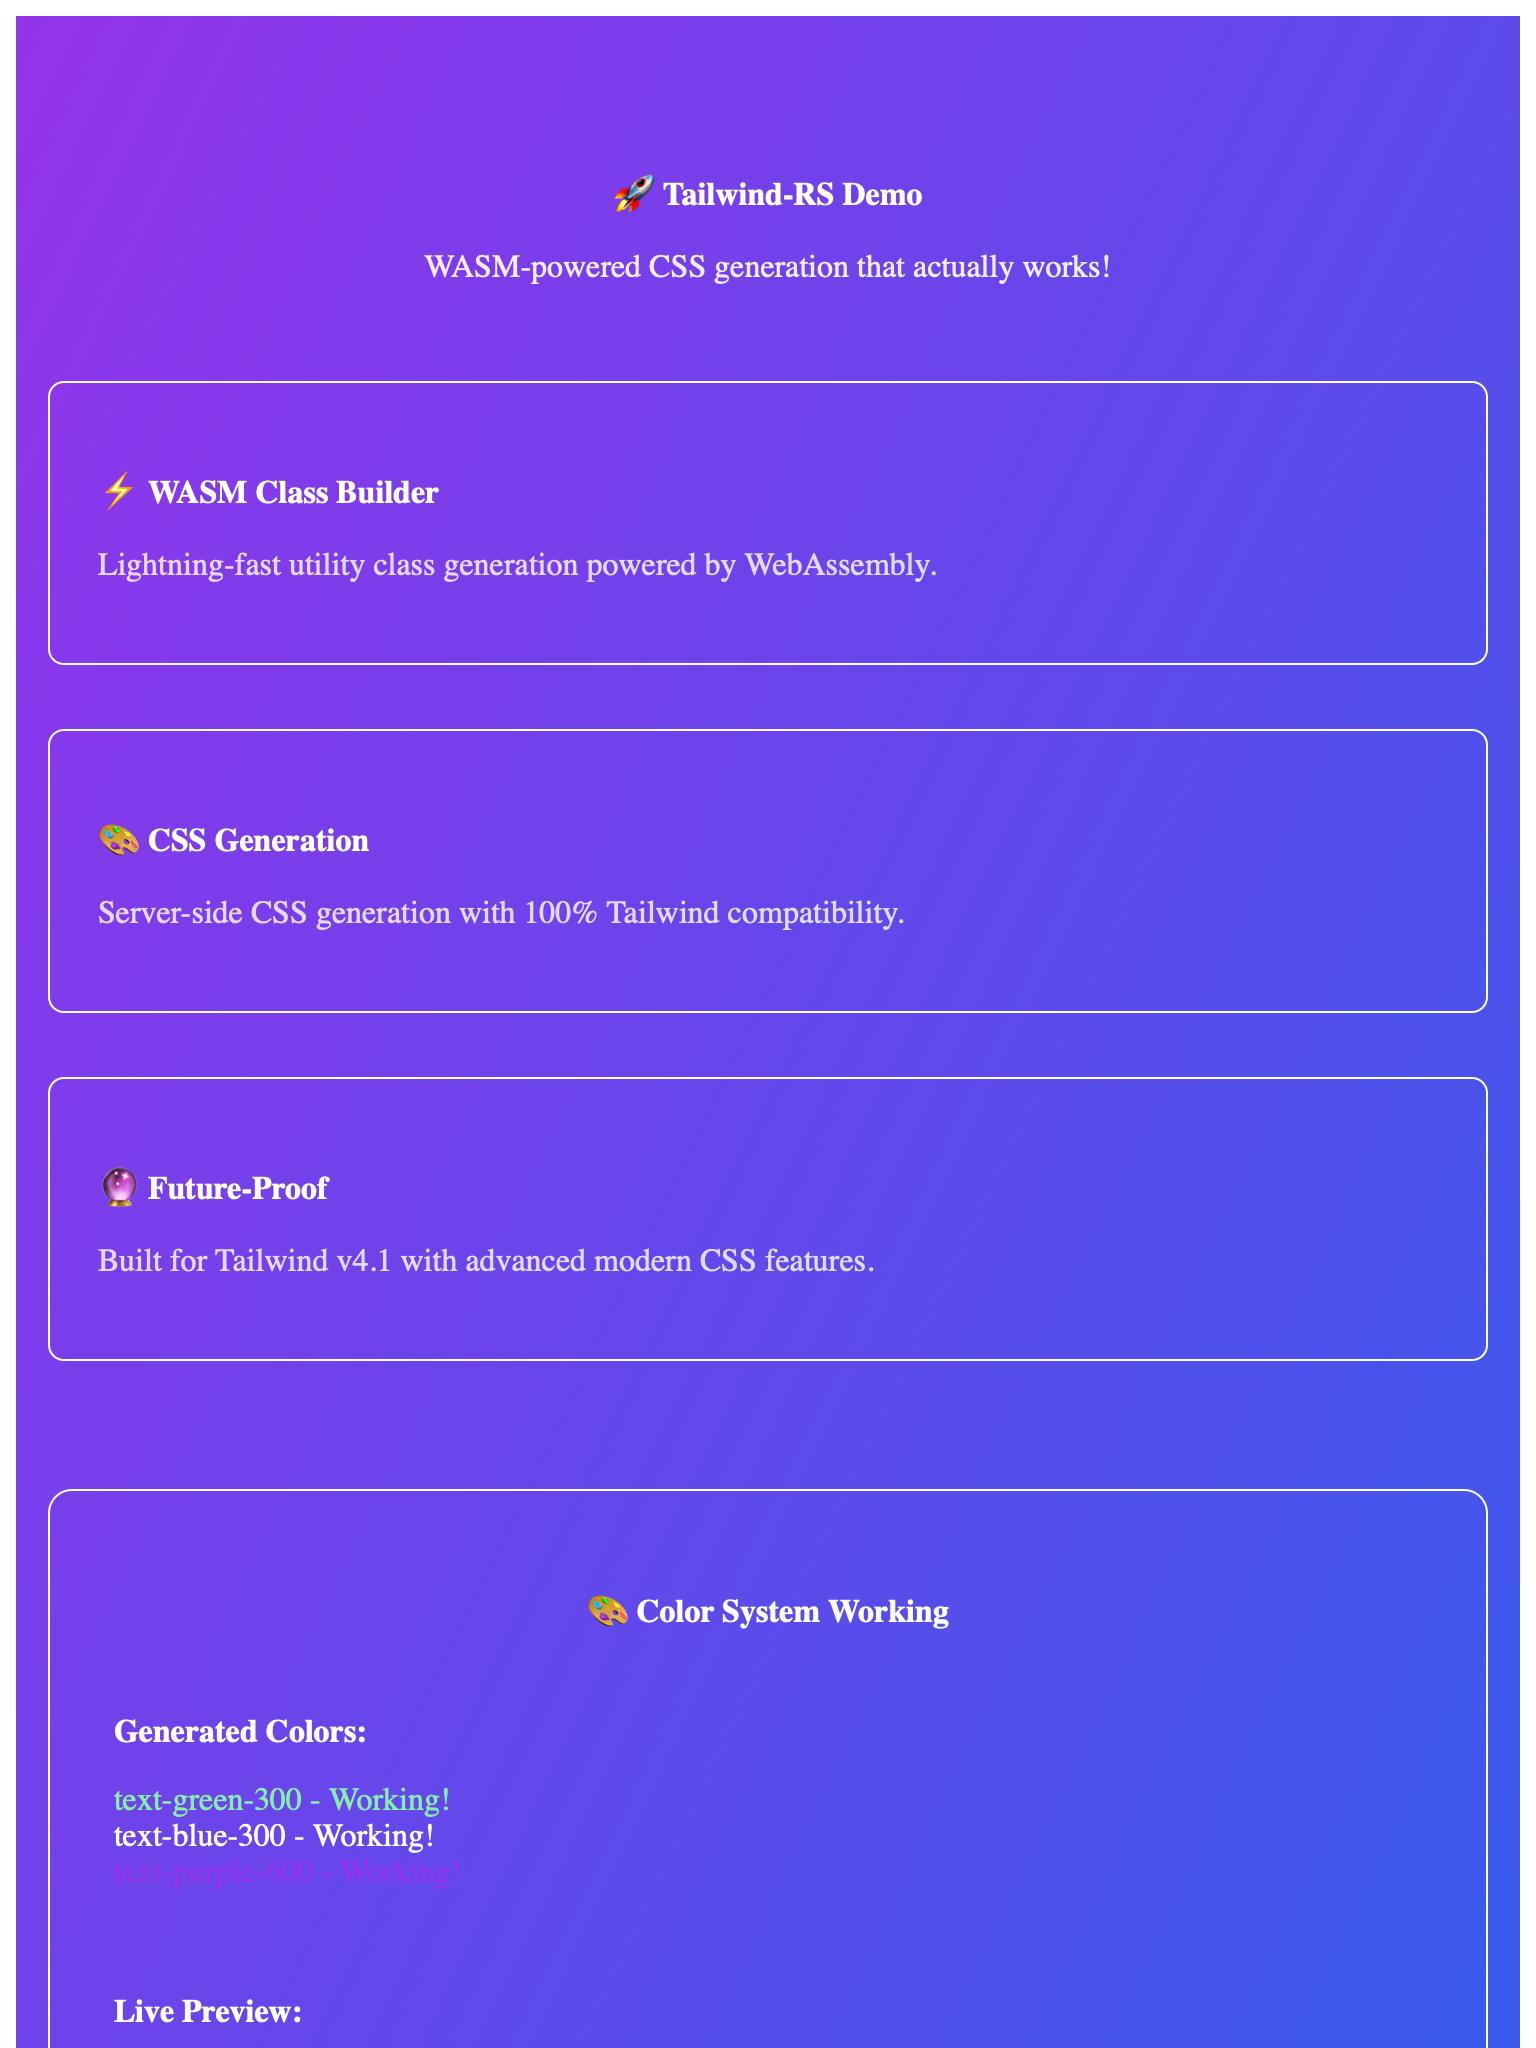 🚀 Tailwind-RS Demo
WASM-powered CSS generation that actually works!
⚡ WASM Class Builder
Lightning-fast utility class generation powered by WebAssembly.
🎨 CSS Generation
Server-side CSS generation with 100% Tailwind compatibility.
🔮 Future-Proof
Built for Tailwind v4.1 with advanced modern CSS features.
🎨 Color System Working
Generated Colors:
text-green-300 - Working!
text-blue-300 - Working!
text-purple-600 - Working!
Live Preview: